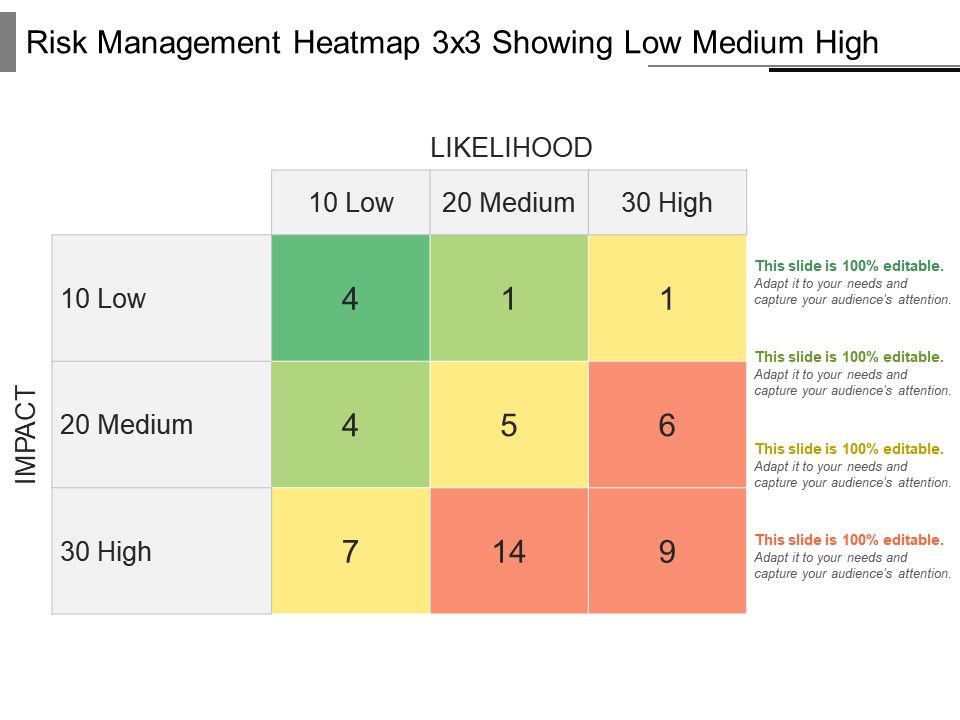 Risk Management Heatmap 3x3 Showing Low Medium High
LIKELIHOOD
10 Low
20 Medium
30 High
10 Low
4
1
1
IMPACT
20 Medium
4
5
6
30 High
7
14
9
This slide is 100% editable.
Adapt it to your needs and
capture your audience's attention.
This slide is 100% editable.
Adapt it to your needs and
capture your audience's attention.
This slide is 100% editable.
Adapt it to your needs and
capture your audience's attention.
This slide is 100% editable.
Adapt it to your needs and
capture your audience's attention.